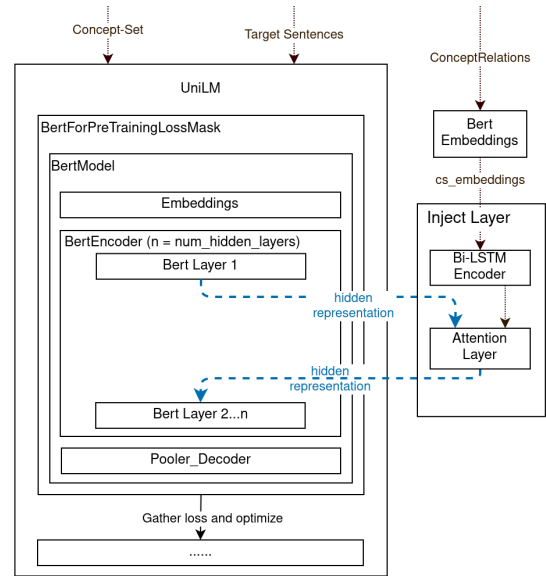 Concept-Set
Target Sentences
ConceptRelations
UniLM
BertForPreTrainingLossMask
Bert
Embeddings
BertModel
cs_embeddings
Embeddings
Inject Layer
BertEncoder (n = num_hidden_layers)
Bert Layer 1
Bi-LSTM
Encoder
hidden
representation
Attention
Layer
hidden
representation
Bert Layer 2...n
Pooler_Decoder
Gather loss and optimize
......